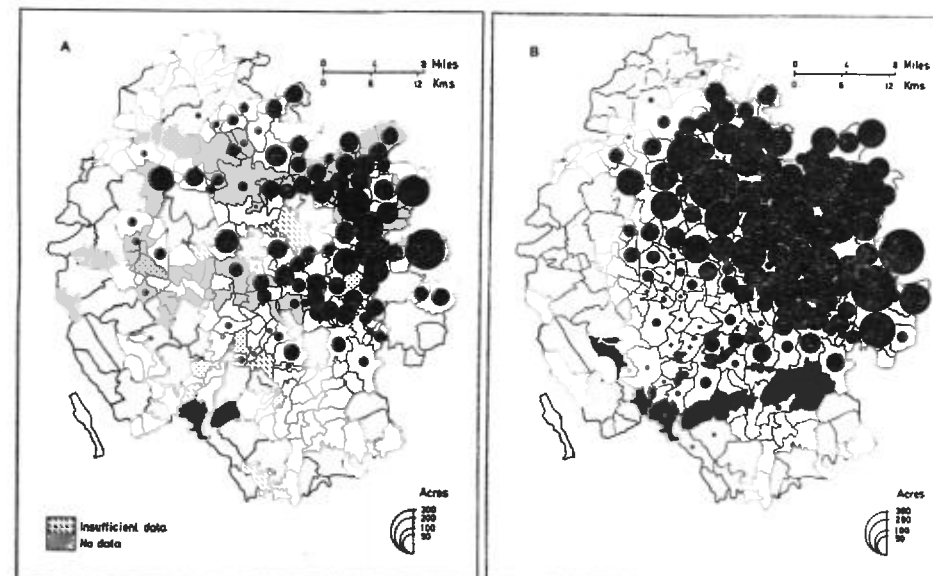 A
0 4 8 Miles
0 6 12 Kms
Acres
300
200
100
50
Insufficient data
No data
B
0 4 8 Miles
0 6 12 Kms
Acres
300
200
100
50